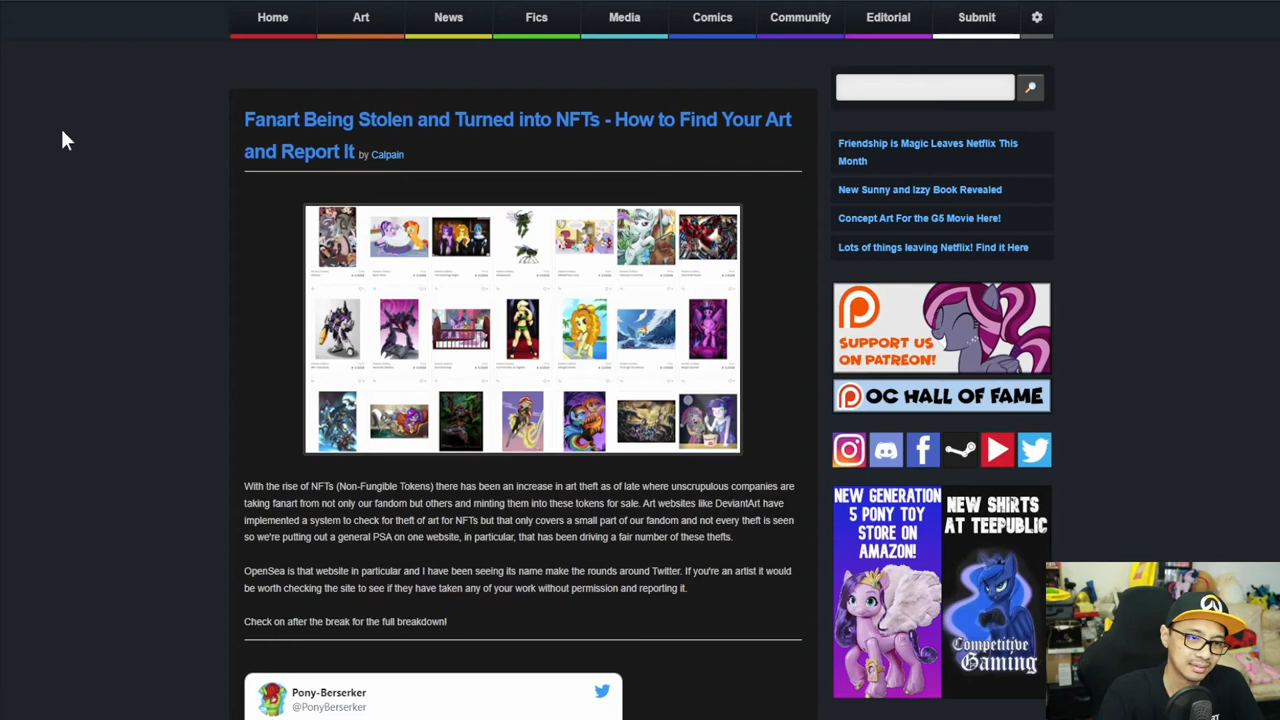 Home Art News Fics Media Comics Community Editorial Submit
Fanart Being Stolen and Turned into NFTs - How to Find Your Art
and Report It by Calpain
With the rise of NFTs (Non-Fungible Tokens) there has been an increase in art theft as of late where unscrupulous companies are
taking fanart from not only our fandom but others and minting them into these tokens for sale. Art websites like DeviantArt have
implemented a system to check for theft of art for NFTs but that only covers a small part of our fandom and not every theft is seen
so we're putting out a general PSA on one website, in particular, that has been driving a fair number of these thefts.
OpenSea is that website in particular and I have been seeing its name make the rounds around Twitter. If you're an artist it would
be worth checking the site to see if they have taken any of your work without permission and reporting it.
Check on after the break for the full breakdown!
Pony-Berserker
@PonyBerserker
Friendship is Magic Leaves Netflix This
Month
New Sunny and Izzy Book Revealed
Concept Art For the G5 Movie Here!
Lots of things leaving Netflix! Find it Here
SUPPORT US
ON PATREON!
OC HALL OF FAME
NEW GENERATION
5 PONY TOY
STORE ON
AMAZON!
NEW SHIRTS
AT TEEPUBLIC
Competitive
Gaming